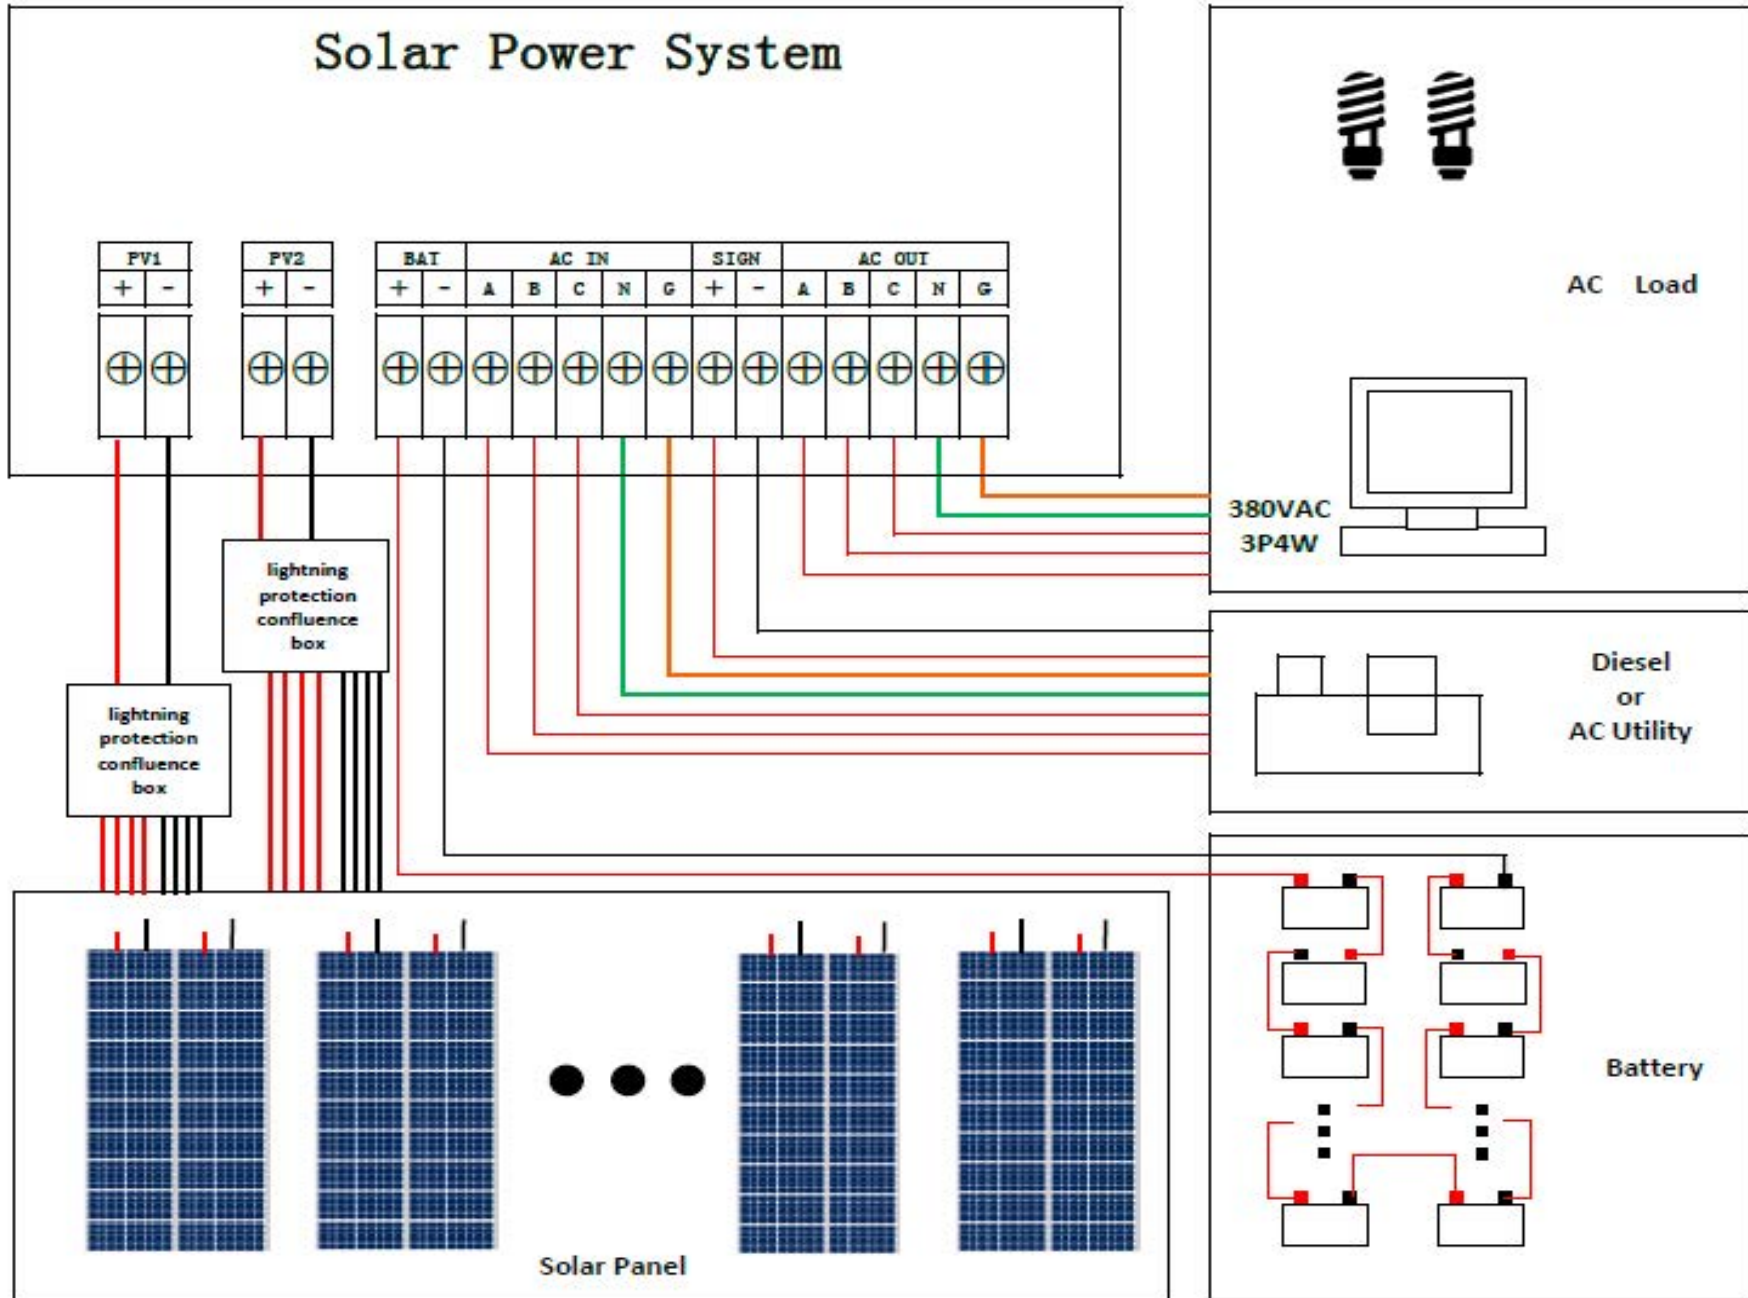 Solar Power System
PV1
+ -
PV2
+ -
BAT AC IN SIGN AC OUT
+ - A B C N G + - A B C N G
AC Load
380VAC
3P4W
lightning
protection
confluence
box
lightning
protection
confluence
box
Diesel
or
AC Utility
Battery
Solar Panel